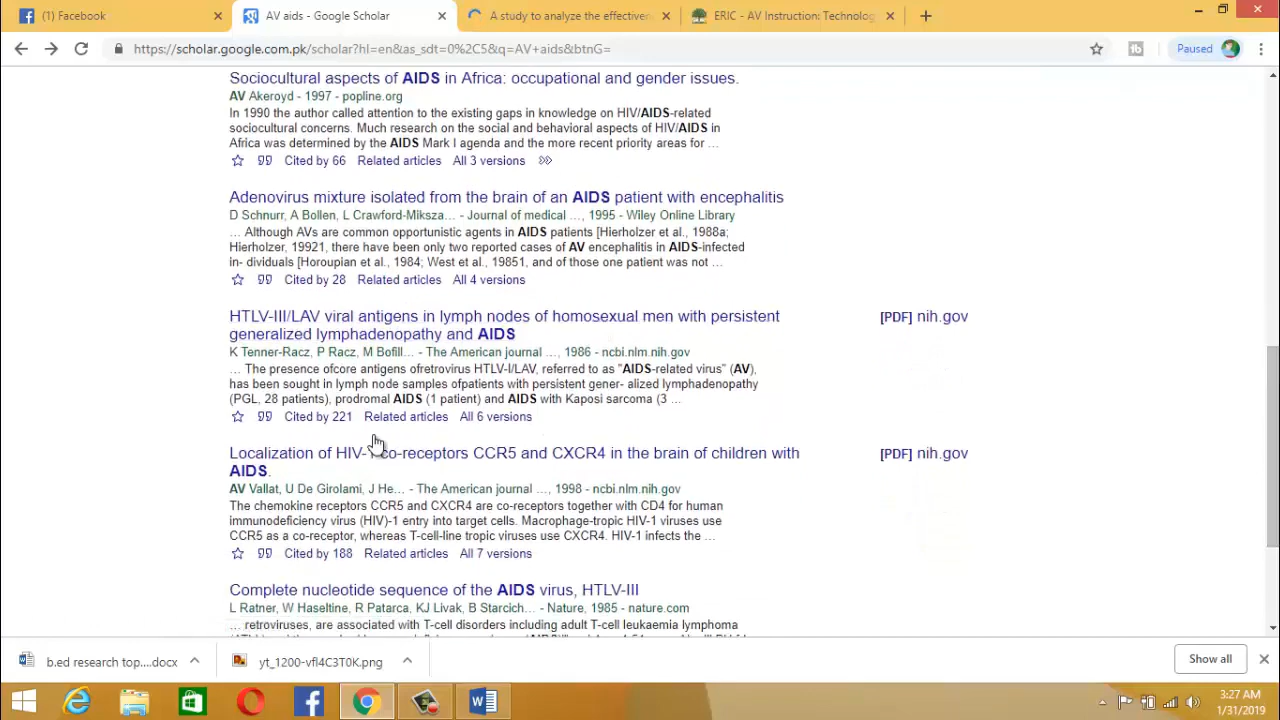 (1) Facebook
AV aids - Google Scholar
A study to analyze the effective
ERIC - AV Instruction: Technolog
https://scholar.google.com.pk/scholar?hl=en&as_sdt=0%2C5&q=AV+aids&btnG=
Paused
Sociocultural aspects of AIDS in Africa: occupational and gender issues.
AV Akeroyd - 1997 - popline.org
In 1990 the author called attention to the existing gaps in knowledge on HIV/AIDS-related
sociocultural concerns. Much research on the social and behavioral aspects of HIV/AIDS in
Africa was determined by the AIDS Mark I agenda and the more recent priority areas for ...
Cited by 66 Related articles All 3 versions
Adenovirus mixture isolated from the brain of an AIDS patient with encephalitis
D Schnurr, A Bollen, L Crawford-Miksza... - Journal of medical ..., 1995 - Wiley Online Library
... Although AVs are common opportunistic agents in AIDS patients [Hierholzer et al., 1988a;
Hierholzer, 19921, there have been only two reported cases of AV encephalitis in AIDS-infected
in- dividuals [Horoupian et al., 1984; West et al., 19851, and of those one patient was not ...
Cited by 28 Related articles All 4 versions
HTLV-III/LAV viral antigens in lymph nodes of homosexual men with persistent
generalized lymphadenopathy and AIDS
[PDF] nih.gov
K Tenner-Racz, P Racz, M Bofill... - The American journal ..., 1986 - ncbi.nlm.nih.gov
... The presence ofcore antigens ofretrovirus HTLV-I/LAV, referred to as "AIDS-related virus" (AV),
has been sought in lymph node samples ofpatients with persistent gener- alized lymphadenopathy
(PGL, 28 patients), prodromal AIDS (1 patient) and AIDS with Kaposi sarcoma (3 ...
Cited by 221 Related articles All 6 versions
Localization of HIV-1 co-receptors CCR5 and CXCR4 in the brain of children with
AIDS.
[PDF] nih.gov
AV Vallat, U De Girolami, J He... - The American journal ..., 1998 - ncbi.nlm.nih.gov
The chemokine receptors CCR5 and CXCR4 are co-receptors together with CD4 for human
immunodeficiency virus (HIV)-1 entry into target cells. Macrophage-tropic HIV-1 viruses use
CCR5 as a co-receptor, whereas T-cell-line tropic viruses use CXCR4. HIV-1 infects the ...
Cited by 188 Related articles All 7 versions
Complete nucleotide sequence of the AIDS virus, HTLV-III
L Ratner, W Haseltine, R Patarca, KJ Livak, B Starcich... - Nature, 1985 - nature.com
... retroviruses, are associated with T-cell disorders including adult T-cell leukaemia lymphoma
b.ed research top....docx
yt_1200-vfl4C3T0K.png
Show all
3:27 AM
1/31/2019